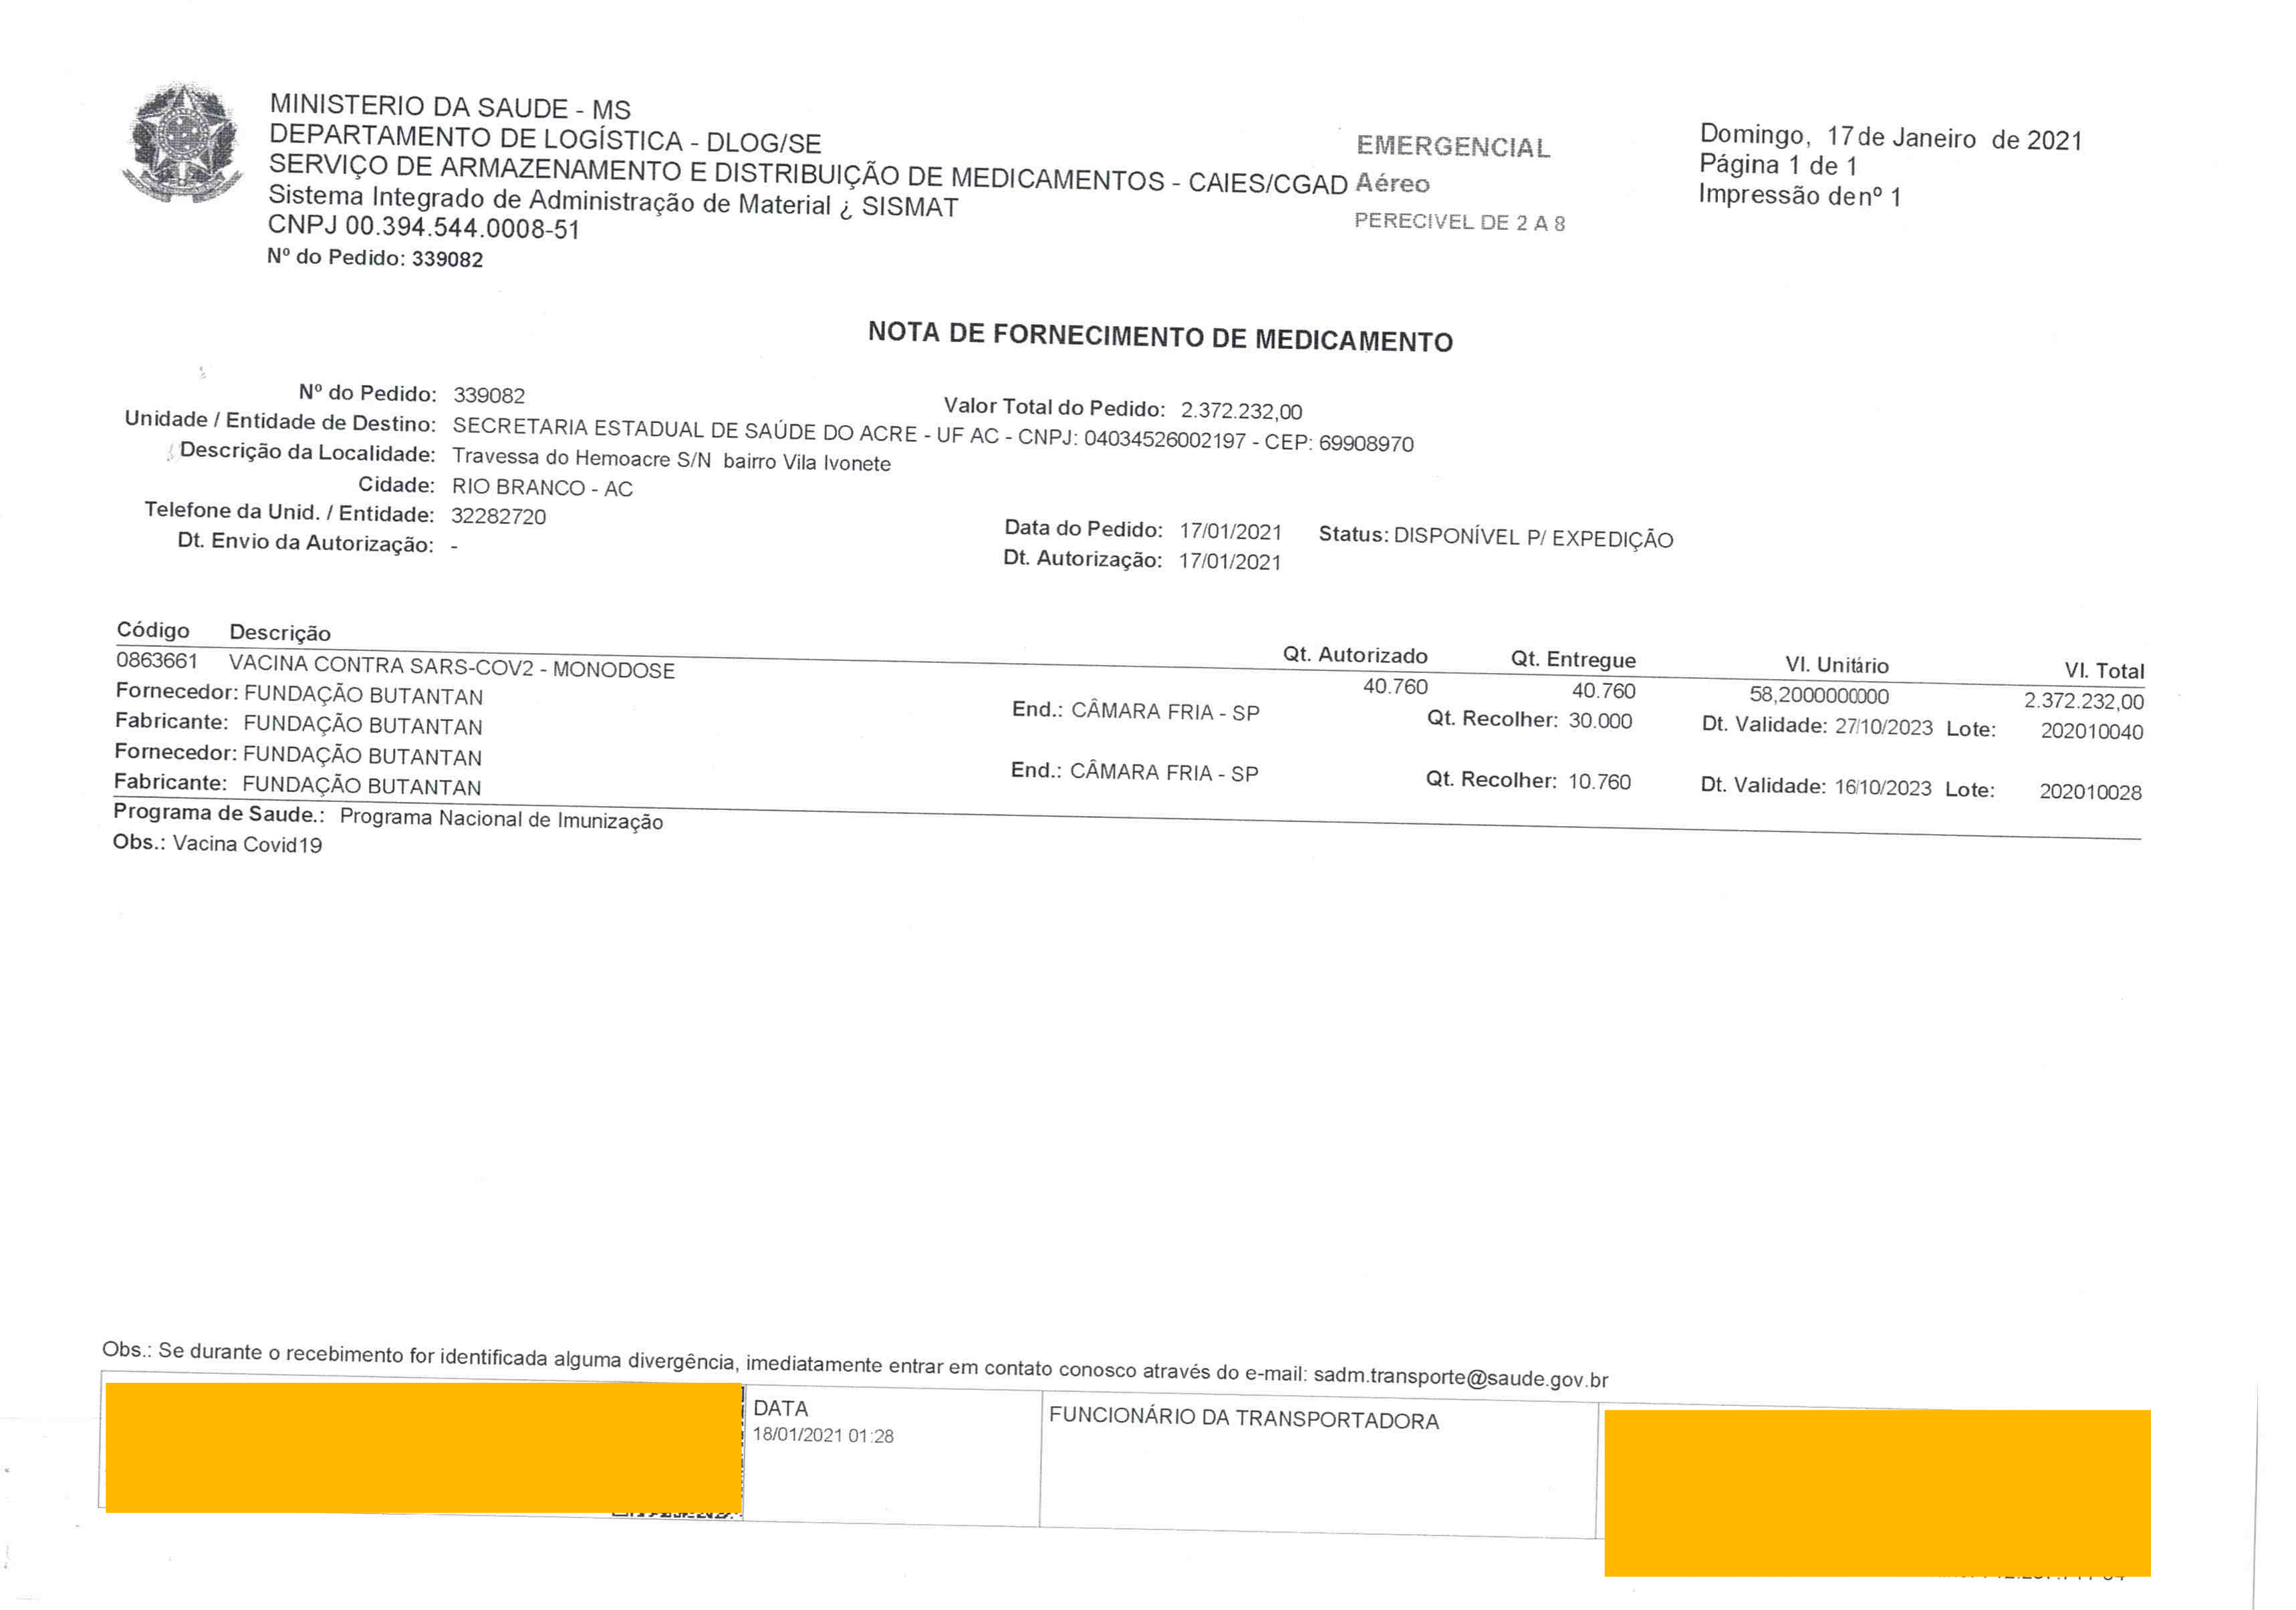 MINISTERIO DA SAUDE - MS
DEPARTAMENTO DE LOGÍSTICA - DLOG/SE
SERVIÇO DE ARMAZENAMENTO E DISTRIBUIÇÃO DE MEDICAMENTOS - CAIES/CGAD
Sistema Integrado de Administração de Material ¿ SISMAT
CNPJ 00.394.544.0008-51
Nº do Pedido: 339082
EMERGENCIAL
Aéreo
PERECIVEL DE 2 A 8
Domingo, 17 de Janeiro de 2021
Página 1 de 1
Impressão de nº 1
NOTA DE FORNECIMENTO DE MEDICAMENTO
Nº do Pedido: 339082 Valor Total do Pedido: 2.372.232,00
Unidade / Entidade de Destino: SECRETARIA ESTADUAL DE SAÚDE DO ACRE - UF AC - CNPJ: 04034526002197 - CEP: 69908970
Descrição da Localidade: Travessa do Hemoacre S/N bairro Vila Ivonete
Cidade: RIO BRANCO - AC
Telefone da Unid. / Entidade: 32282720 Data do Pedido: 17/01/2021 Status: DISPONÍVEL P/ EXPEDIÇÃO
Dt. Envio da Autorização: - Dt. Autorização: 17/01/2021
Código Descrição Qt. Autorizado Qt. Entregue Vl. Unitário Vl. Total
0863661 VACINA CONTRA SARS-COV2 - MONODOSE 40.760 40.760 58,2000000000 2.372.232,00
Fornecedor: FUNDAÇÃO BUTANTAN End.: CÂMARA FRIA - SP Qt. Recolher: 30.000 Dt. Validade: 27/10/2023 Lote: 202010040
Fabricante: FUNDAÇÃO BUTANTAN
Fornecedor: FUNDAÇÃO BUTANTAN End.: CÂMARA FRIA - SP Qt. Recolher: 10.760 Dt. Validade: 16/10/2023 Lote: 202010028
Fabricante: FUNDAÇÃO BUTANTAN
Programa de Saude.: Programa Nacional de Imunização
Obs.: Vacina Covid19
Obs.: Se durante o recebimento for identificada alguma divergência, imediatamente entrar em contato conosco através do e-mail: sadm.transporte@saude.gov.br
DATA
18/01/2021 01:28
FUNCIONÁRIO DA TRANSPORTADORA